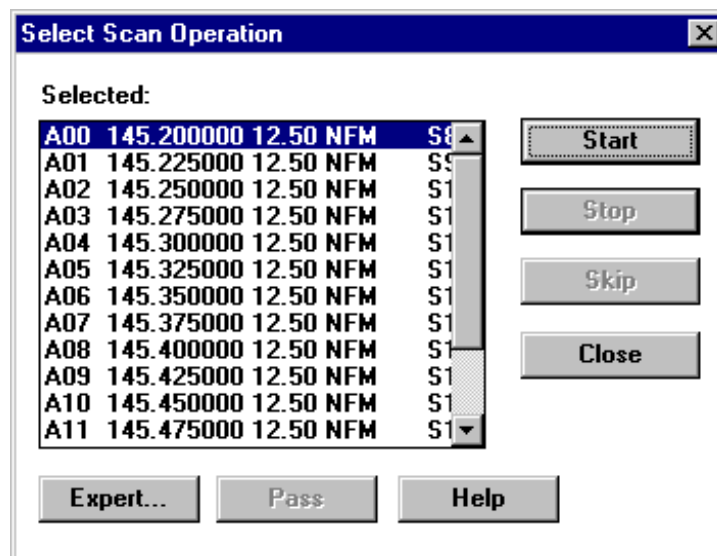 Select Scan Operation
Selected:
A00 145.200000 12.50 NFM S8
A01 145.225000 12.50 NFM S9
A02 145.250000 12.50 NFM S1
A03 145.275000 12.50 NFM S1
A04 145.300000 12.50 NFM S1
A05 145.325000 12.50 NFM S1
A06 145.350000 12.50 NFM S1
A07 145.375000 12.50 NFM S1
A08 145.400000 12.50 NFM S1
A09 145.425000 12.50 NFM S1
A10 145.450000 12.50 NFM S1
A11 145.475000 12.50 NFM S1
Start
Stop
Skip
Close
Expert... Pass Help